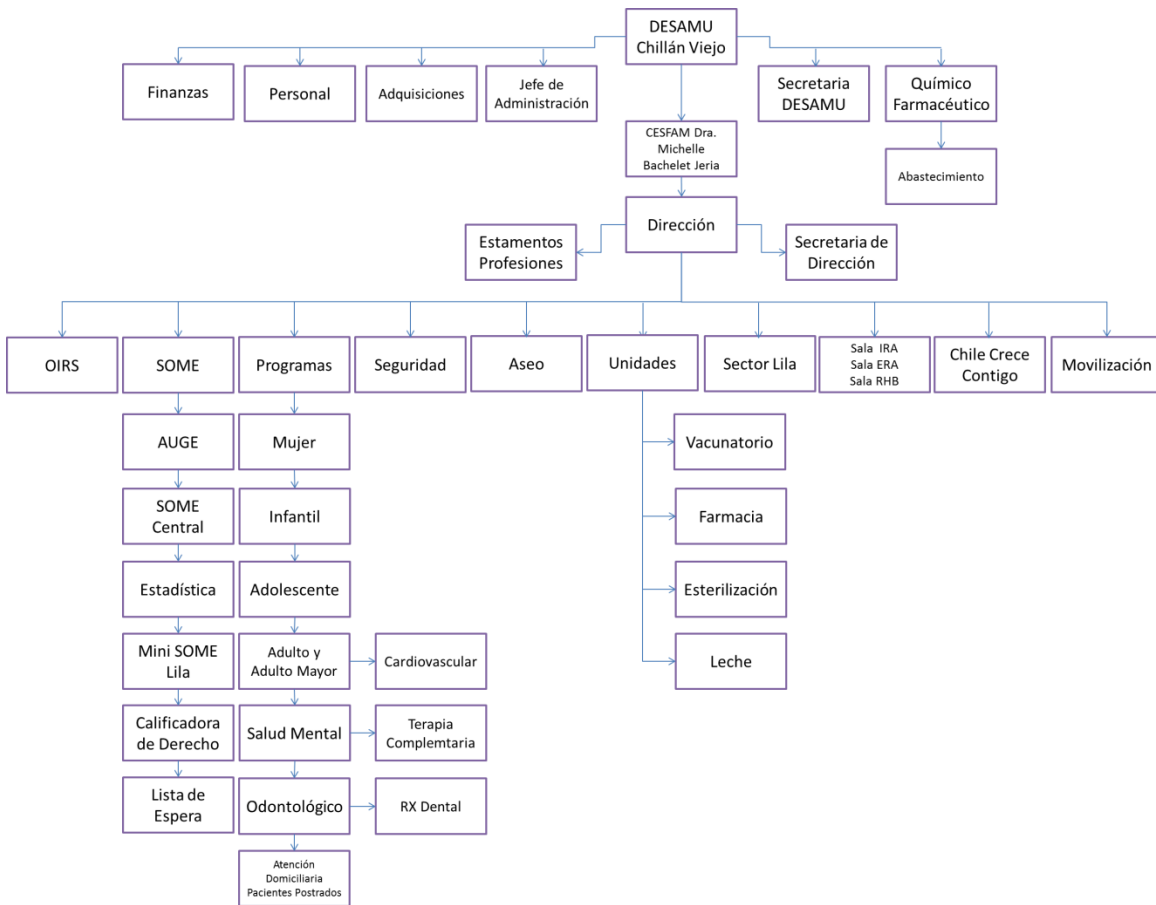 DESAMU
Chillán Viejo
Finanzas
Personal
Adquisiciones
Jefe de
Administración
Secretaria
DESAMU
Químico
Farmacéutico
CESFAM Dra.
Michelle
Bachelet Jeria
Abastecimiento
Dirección
Estamentos
Profesiones
Secretaria de
Dirección
OIRS
SOME
Programas
Seguridad
Aseo
Unidades
Sector Lila
Sala IRA
Sala ERA
Sala RHB
Chile Crece
Contigo
Movilización
AUGE
Mujer
Vacunatorio
SOME
Central
Infantil
Farmacia
Estadística
Adolescente
Esterilización
Mini SOME
Lila
Adulto y
Adulto Mayor
Cardiovascular
Leche
Calificadora
de Derecho
Salud Mental
Terapia
Complemtaria
Lista de
Espera
Odontológico
RX Dental
Atención
Domiciliaria
Pacientes Postrados